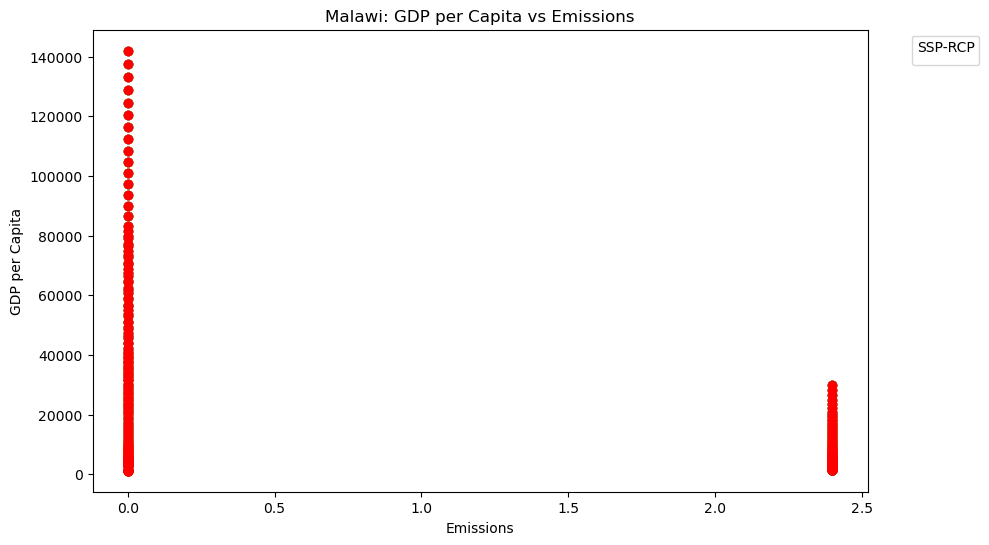 Malawi: GDP per Capita vs Emissions
SSP-RCP
140000
120000
100000
80000
60000
40000
20000
0
GDP per Capita
0.0 0.5 1.0 1.5 2.0 2.5
Emissions